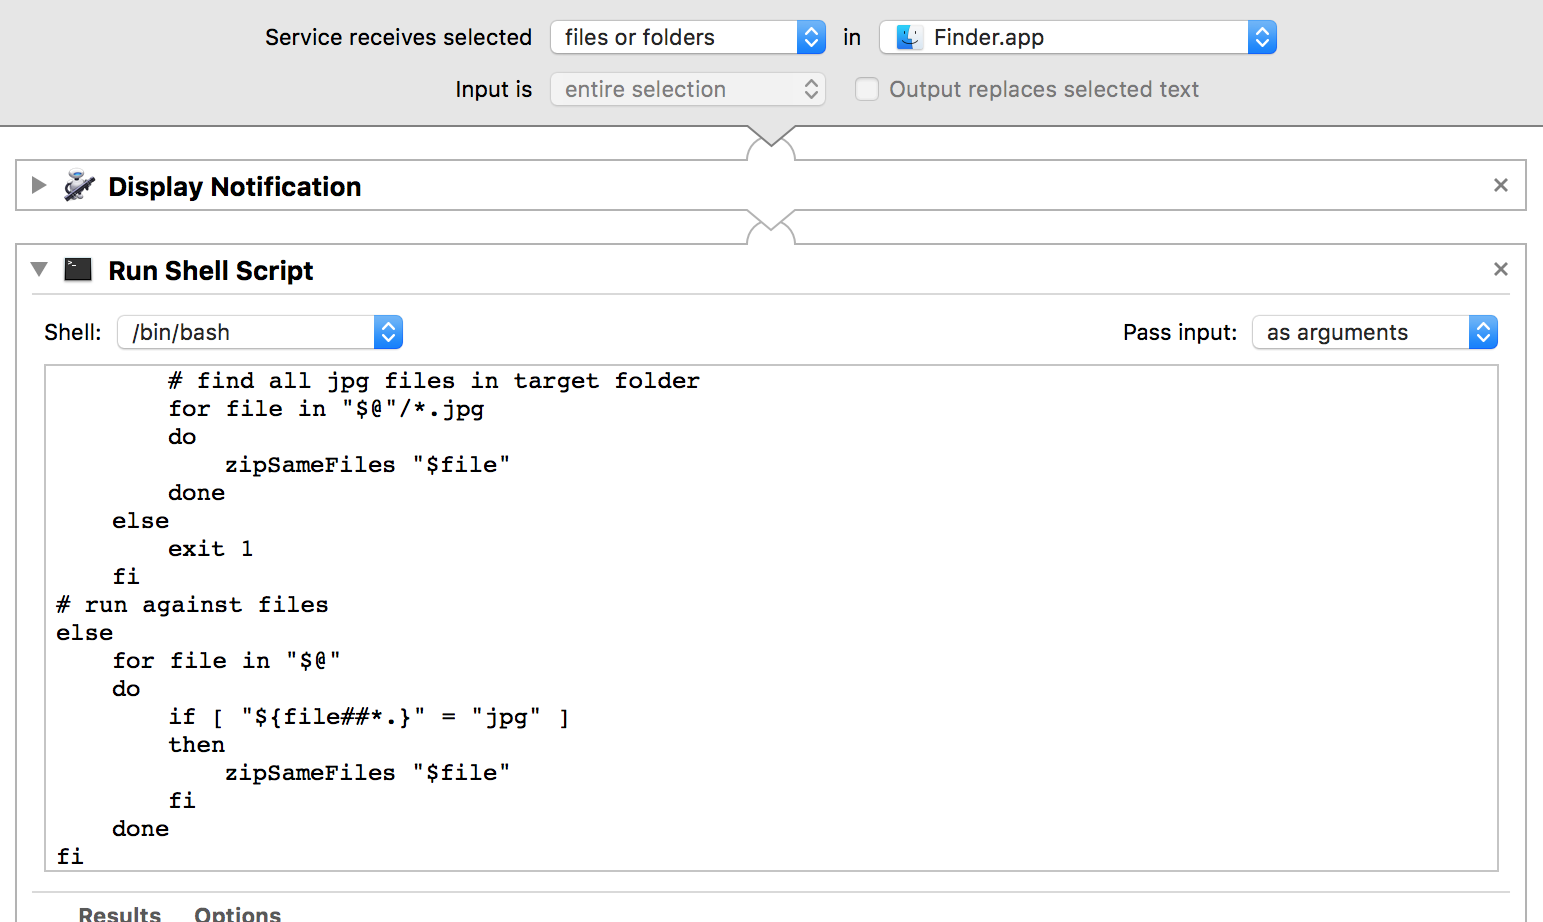 Service receives selected files or folders in Finder.app
Input is entire selection Output replaces selected text
Display Notification
Run Shell Script
Shell: /bin/bash Pass input: as arguments
# find all jpg files in target folder
for file in "$@"/*.jpg
do
zipSameFiles "$file"
done
else
exit 1
fi
# run against files
else
for file in "$@"
do
if [ "${file##*.}" = "jpg" ]
then
zipSameFiles "$file"
fi
done
fi
Results Options